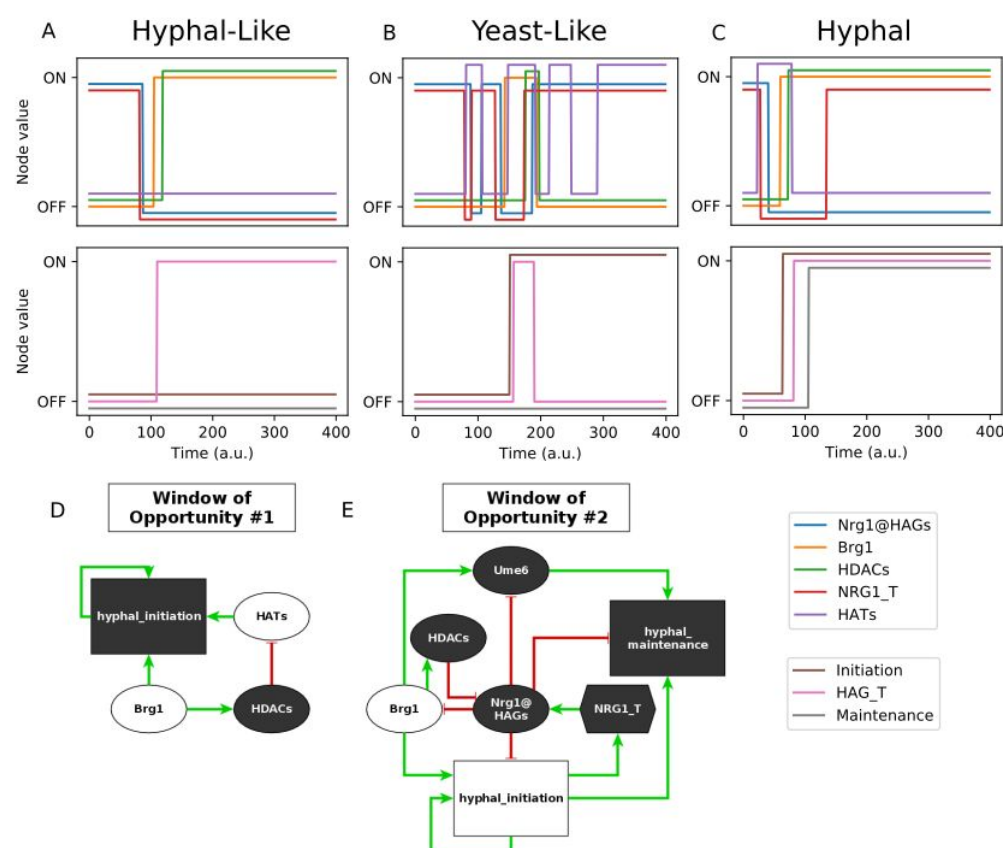 A
Hyphal-Like
B
Yeast-Like
C
Hyphal
ON
OFF
Node value
ON
OFF
ON
OFF
ON
OFF
Node value
0 100 200 300 400
Time (a.u.)
ON
OFF
0 100 200 300 400
Time (a.u.)
ON
OFF
0 100 200 300 400
Time (a.u.)
D
Window of
Opportunity #1
hyphal_initiation
HATs
Brg1
HDACs
E
Window of
Opportunity #2
Ume6
HDACs
hyphal_
maintenance
Brg1
Nrg1@
HAGs
NRG1_T
hyphal_initiation
Nrg1@HAGs
Brg1
HDACs
NRG1_T
HATs
Initiation
HAG_T
Maintenance